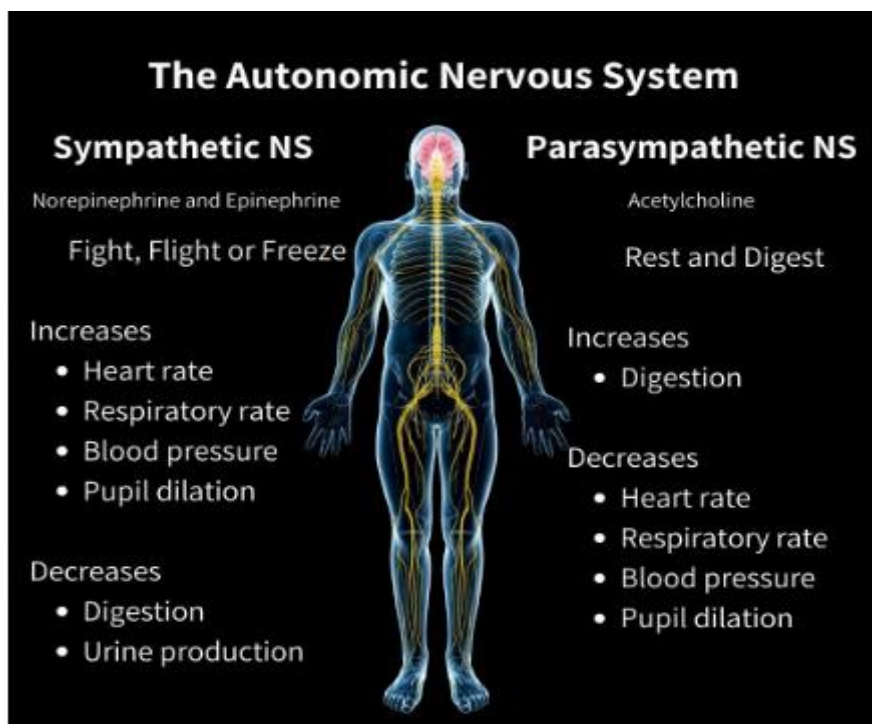 The Autonomic Nervous System
Sympathetic NS
Norepinephrine and Epinephrine
Fight, Flight or Freeze
Increases
• Heart rate
• Respiratory rate
• Blood pressure
• Pupil dilation
Decreases
• Digestion
• Urine production
Parasympathetic NS
Acetylcholine
Rest and Digest
Increases
• Digestion
Decreases
• Heart rate
• Respiratory rate
• Blood pressure
• Pupil dilation